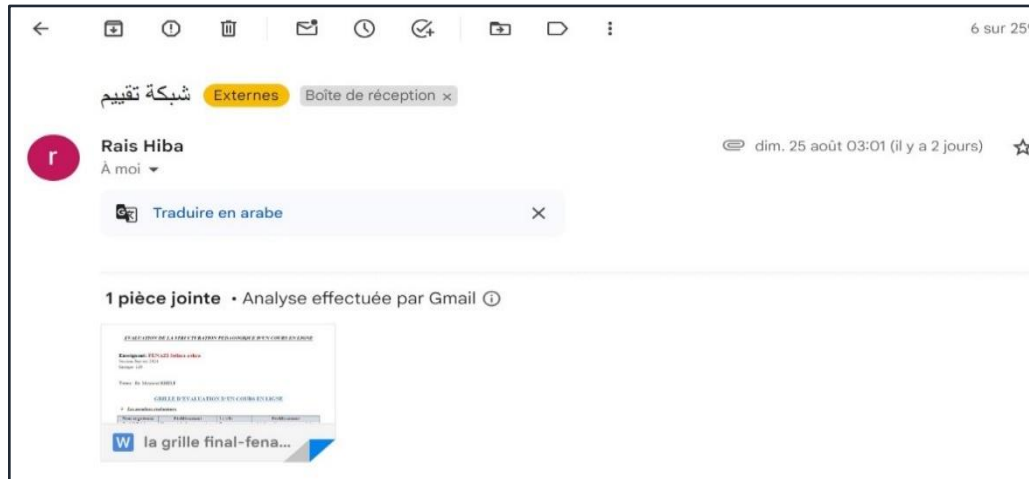 6 sur 259
شبكة تقييم Externes Boîte de réception ×
r
Rais Hiba
dim. 25 août 03:01 (il y a 2 jours)
À moi
Traduire en arabe
1 pièce jointe • Analyse effectuée par Gmail
EVALUATION DE LA STRUCTURATION PEDAGOGIQUE D'UN COURS EN LIGNE
GRILLE D'EVALUATION D'UN COURS EN LIGNE
W la grille final-fena...